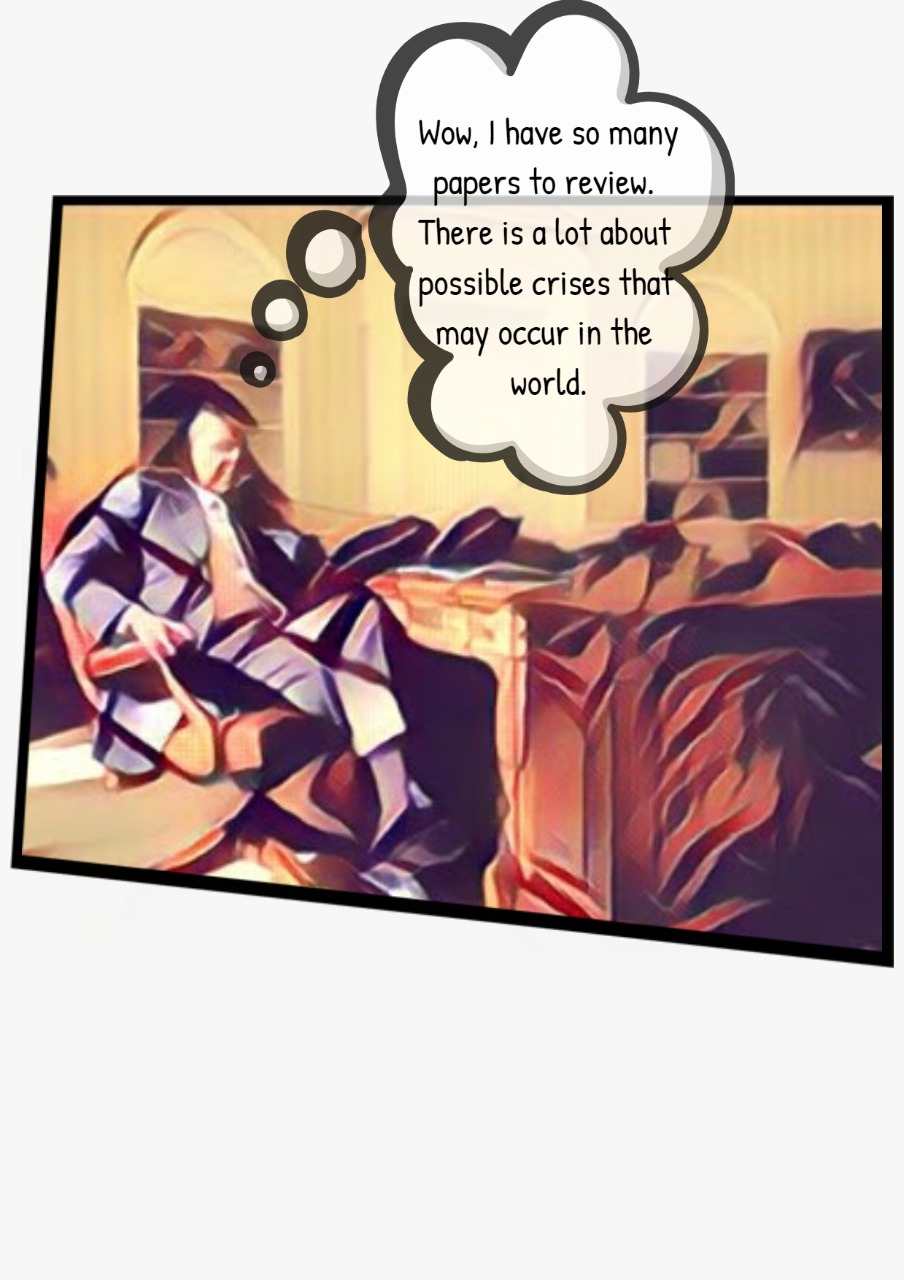 Wow, I have so many
papers to review.
There is a lot about
possible crises that
may occur in the
world.